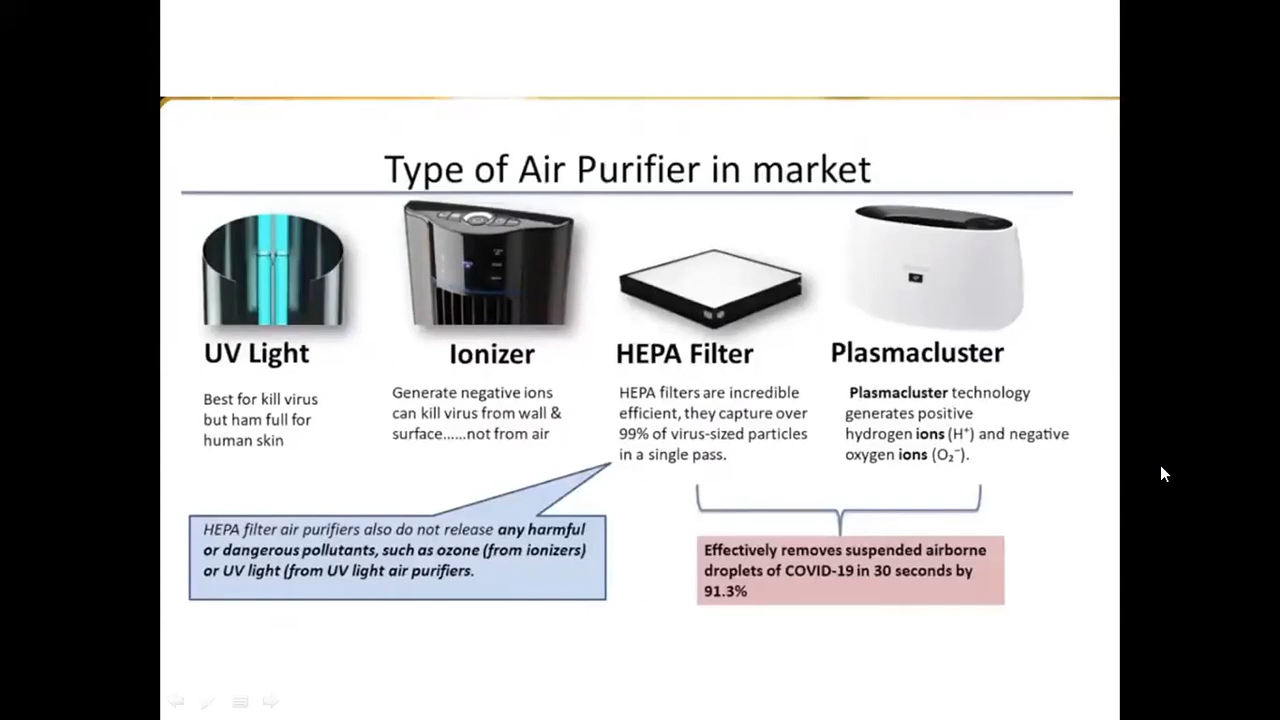 Type of Air Purifier in market
UV Light
Best for kill virus
but ham full for
human skin
Ionizer
Generate negative ions
can kill virus from wall &
surface......not from air
HEPA Filter
HEPA filters are incredible
efficient, they capture over
99% of virus-sized particles
in a single pass.
Plasmacluster
Plasmacluster technology
generates positive
hydrogen ions (H⁺) and negative
oxygen ions (O₂⁻).
HEPA filter air purifiers also do not release any harmful
or dangerous pollutants, such as ozone (from ionizers)
or UV light (from UV light air purifiers.
Effectively removes suspended airborne
droplets of COVID-19 in 30 seconds by
91.3%